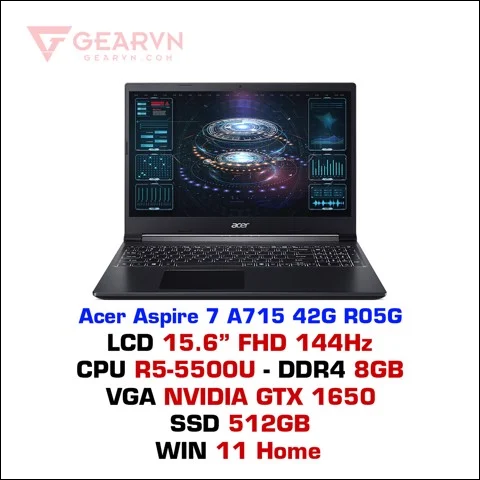 GEARVN
GEARVN.COM
acer
Acer Aspire 7 A715 42G R05G
LCD 15.6” FHD 144Hz
CPU R5-5500U - DDR4 8GB
VGA NVIDIA GTX 1650
SSD 512GB
WIN 11 Home